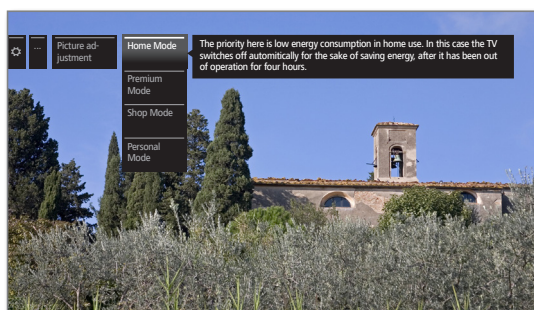 ...
Picture ad-
justment
Home Mode
The priority here is low energy consumption in home use. In this case the TV
switches off automitically for the sake of saving energy, after it has been out
of operation for four hours.
Premium
Mode
Shop Mode
Personal
Mode